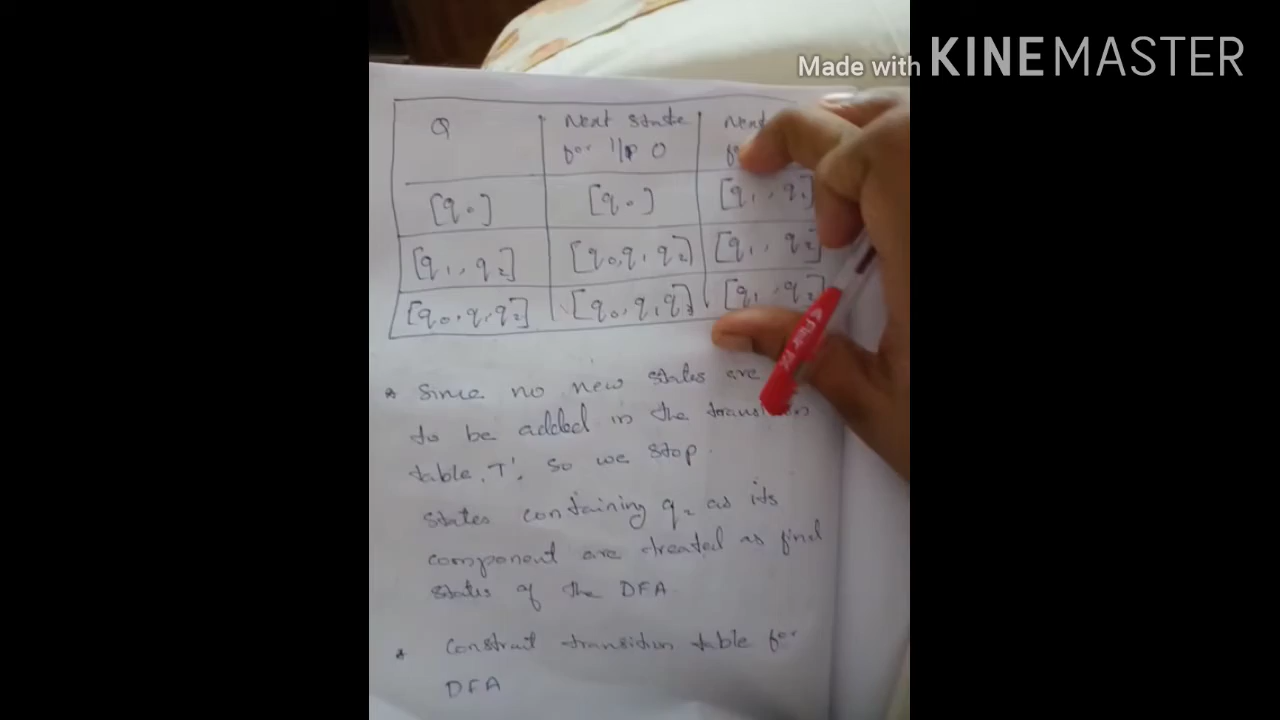 Made with KINEMASTER
Q Next state Next
for I/p 0
[q0] [q0] [q1, q2]
[q1, q2] [q0, q1, q2] [q1, q2]
[q0, q1, q2] [q0, q1, q2] [q1, q2]
* Since no new states are
to be added in the transition
table, T', so we stop.
States containing q2 as its
component are treated as final
states of the DFA
* Construct transition table for
DFA